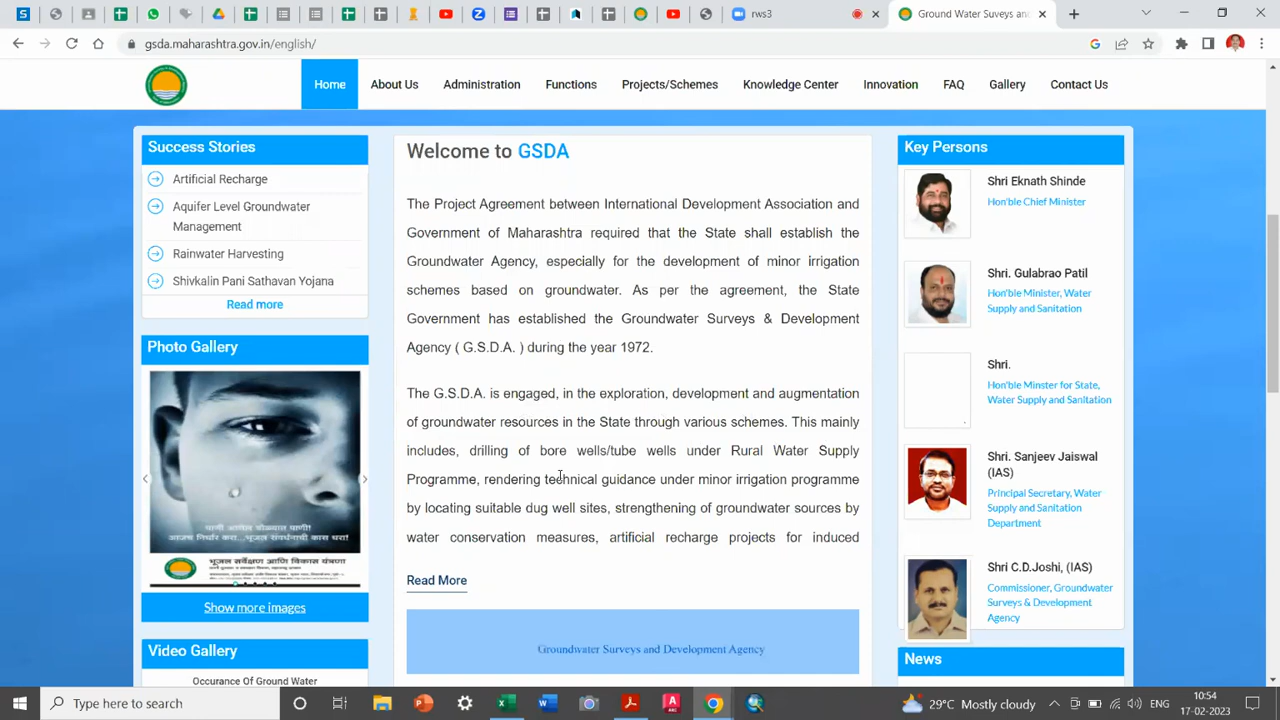 rws3
Ground Water Suveys and
gsda.maharashtra.gov.in/english/
Home
About Us
Administration
Functions
Projects/Schemes
Knowledge Center
Innovation
FAQ
Gallery
Contact Us
Success Stories
Artificial Recharge
Aquifer Level Groundwater
Management
Rainwater Harvesting
Shivkalin Pani Sathavan Yojana
Read more
Photo Gallery
पाणी आणेल डोळ्यात पाणी!
भूजल सर्वेक्षण आणि विकास यंत्रणा
Show more images
Video Gallery
Occurance Of Ground Water
Welcome to GSDA
The Project Agreement between International Development Association and
Government of Maharashtra required that the State shall establish the
Groundwater Agency, especially for the development of minor irrigation
schemes based on groundwater. As per the agreement, the State
Government has established the Groundwater Surveys & Development
Agency ( G.S.D.A. ) during the year 1972.
The G.S.D.A. is engaged, in the exploration, development and augmentation
of groundwater resources in the State through various schemes. This mainly
includes, drilling of bore wells/tube wells under Rural Water Supply
Programme, rendering technical guidance under minor irrigation programme
by locating suitable dug well sites, strengthening of groundwater sources by
water conservation measures, artificial recharge projects for induced
Read More
Groundwater Surveys and Development Agency
Key Persons
Shri Eknath Shinde
Hon'ble Chief Minister
Shri. Gulabrao Patil
Hon'ble Minister, Water
Supply and Sanitation
Shri.
Hon'ble Minster for State,
Water Supply and Sanitation
Shri. Sanjeev Jaiswal
(IAS)
Principal Secretary, Water
Supply and Sanitation
Department
Shri C.D.Joshi, (IAS)
Commissioner, Groundwater
Surveys & Development
Agency
News
Type here to search
29°C Mostly cloudy
ENG
10:54
17-02-2023